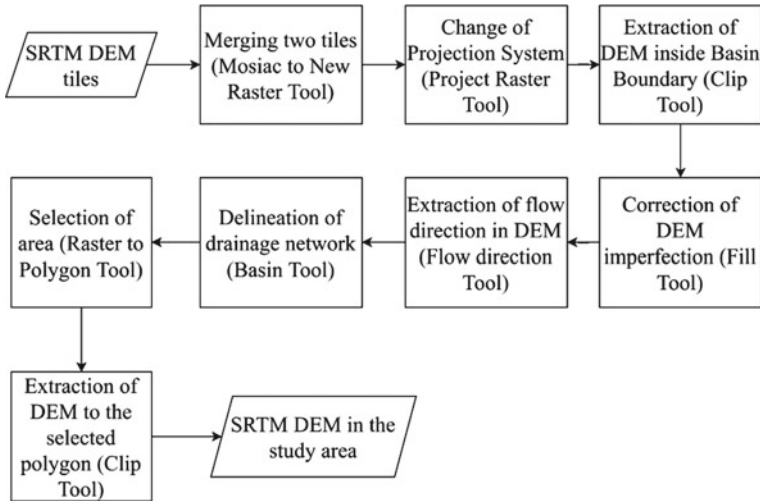 SRTM DEM
tiles
Merging two tiles
(Mosiac to New
Raster Tool)
Change of
Projection System
(Project Raster
Tool)
Extraction of
DEM inside Basin
Boundary (Clip
Tool)
Correction of
DEM
imperfection (Fill
Tool)
Extraction of flow
direction in DEM
(Flow direction
Tool)
Delineation of
drainage network
(Basin Tool)
Selection of
area (Raster to
Polygon Tool)
Extraction of
DEM to the
selected
polygon (Clip
Tool)
SRTM DEM in the
study area